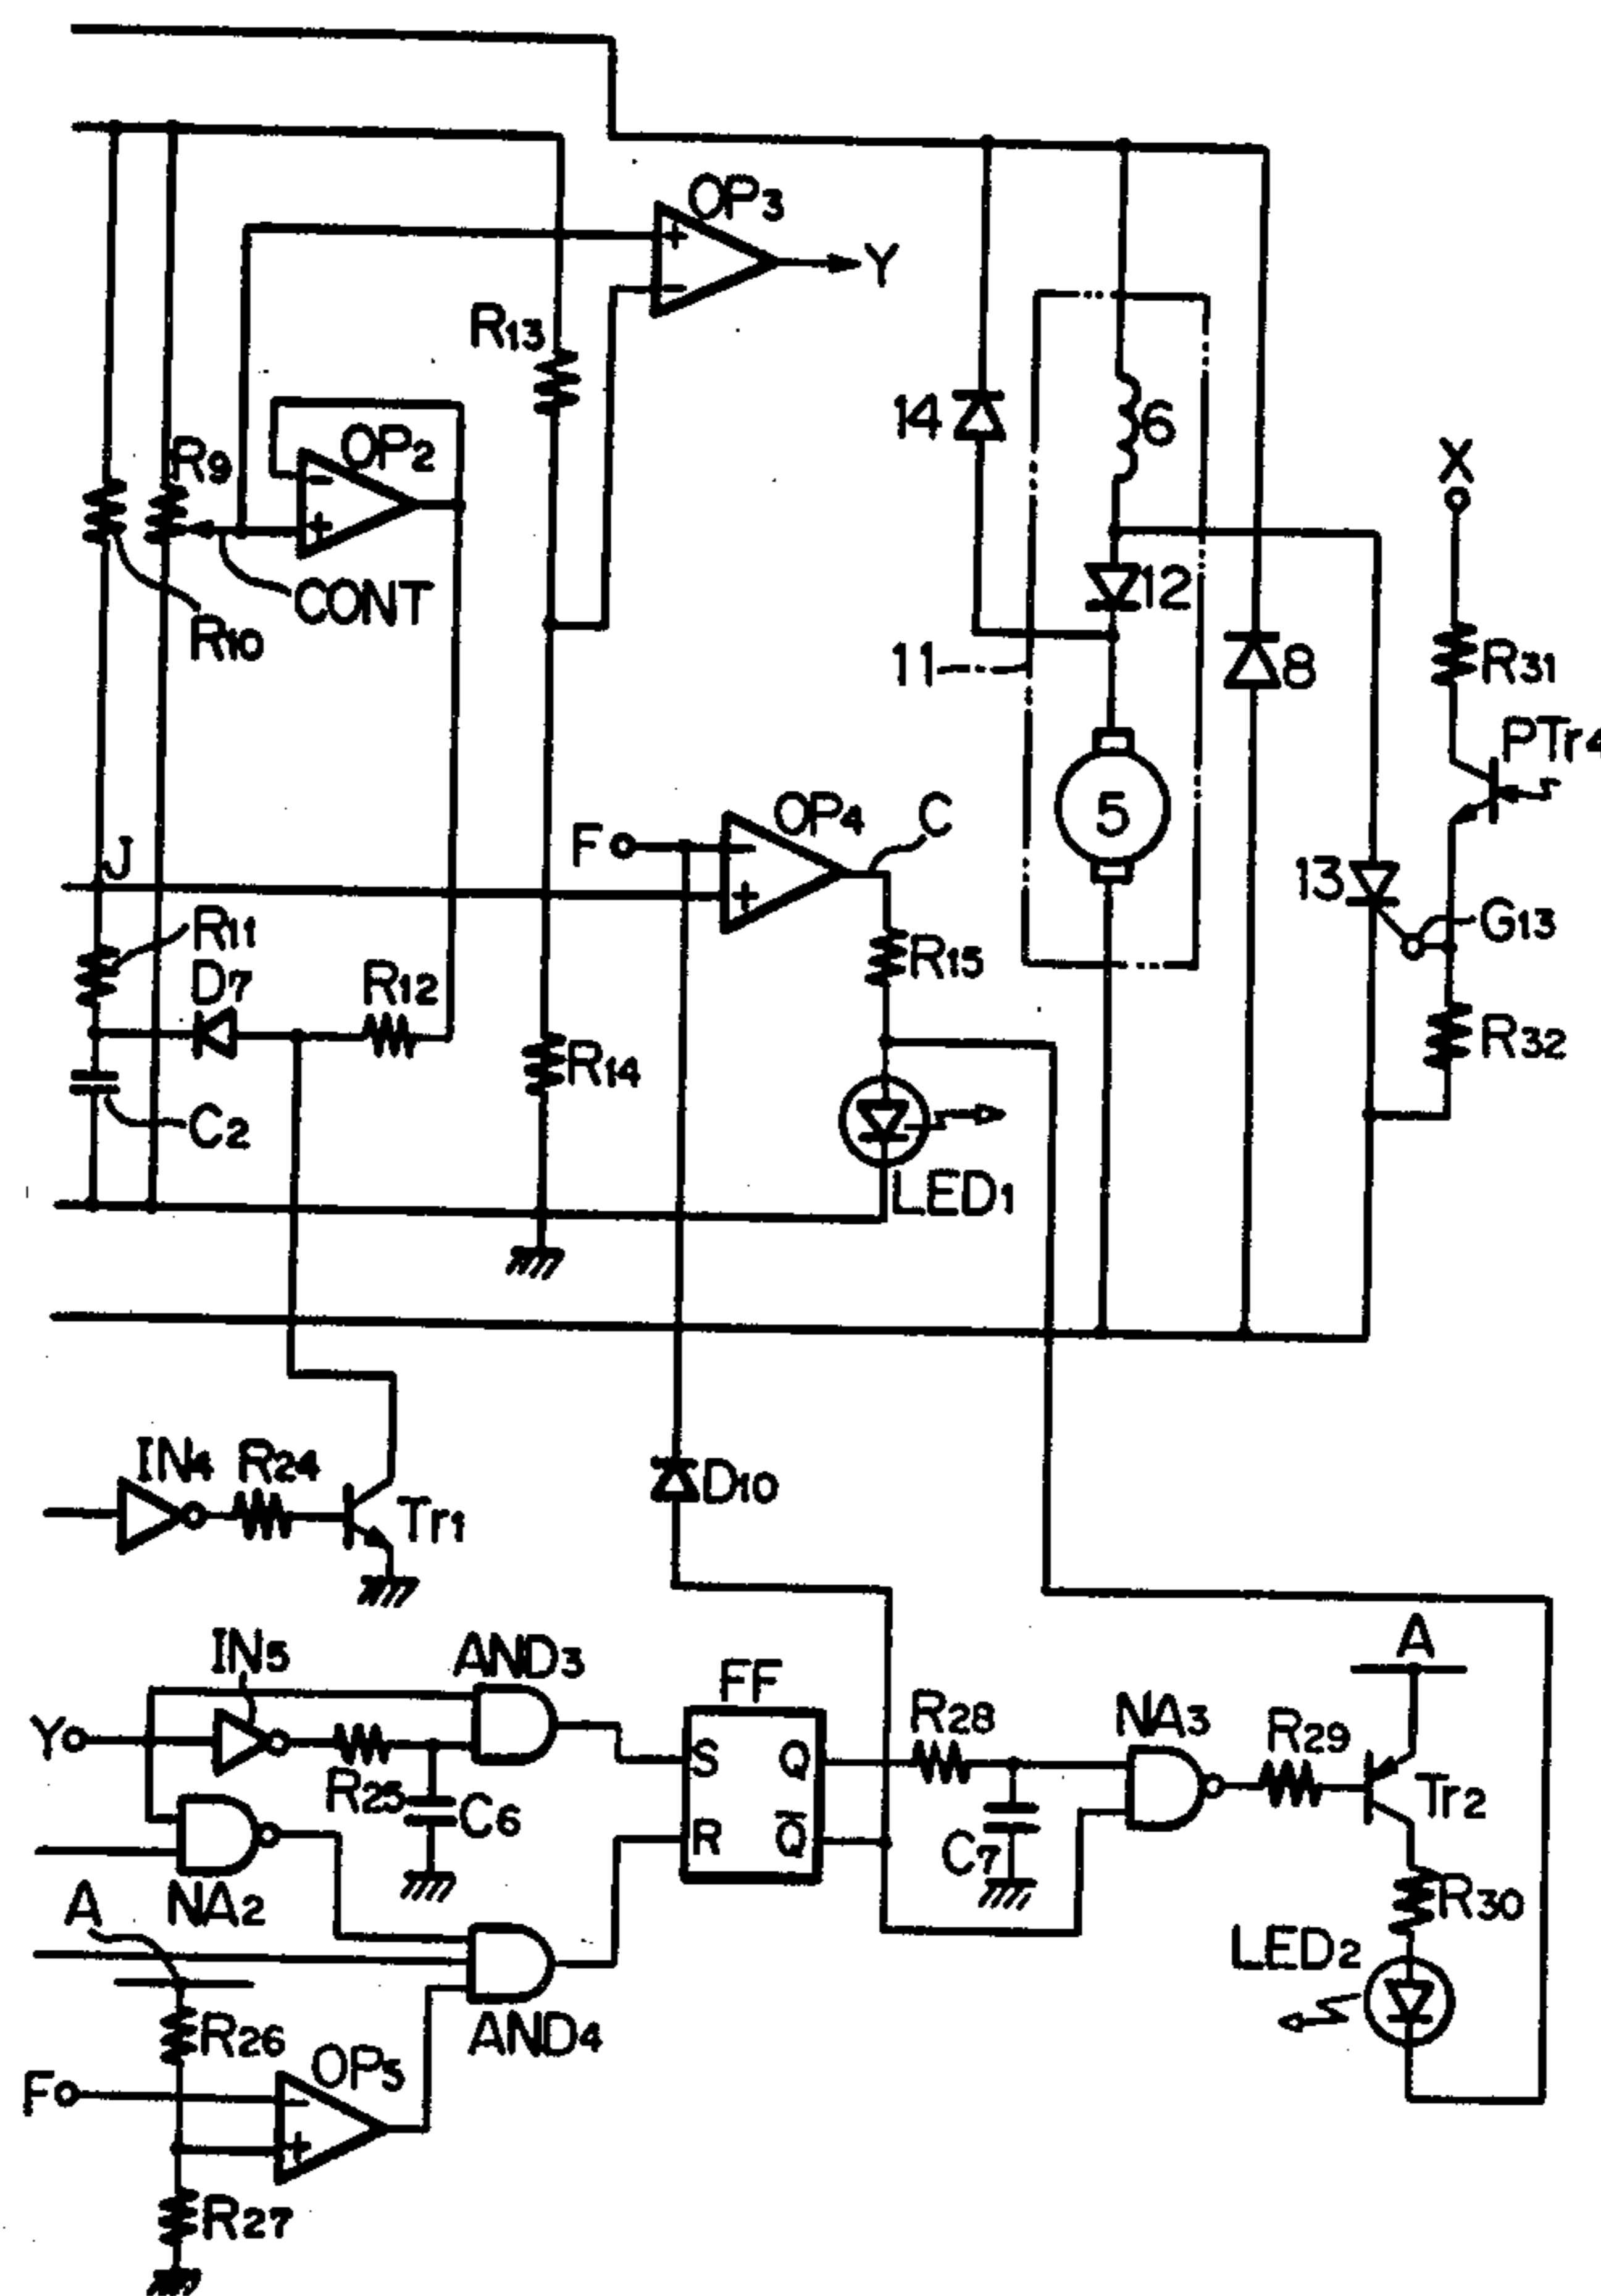 OP3
Y
R13
14
6
OP2
R9
X
CONT
12
R10
11
8
R31
PTr4
OP4
C
F
5
J
13
R11
G13
D7
R12
R15
R14
R32
C2
LED1
IN4
R24
D10
Tr1
IN5
AND3
FF
A
Y
R28
NA3
R29
S
Q
R25
C6
Tr2
R
Q̅
C7
A
NA2
R30
LED2
R26
AND4
OP5
F
R27